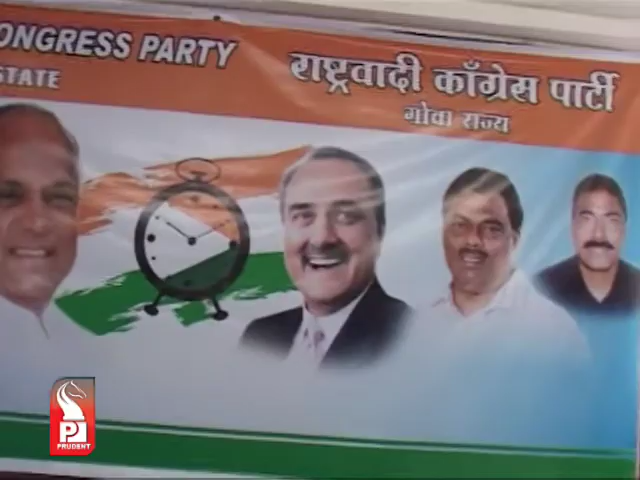 ONGRESS PARTY
STATE
राष्ट्रवादी काँग्रेस पार्टी
गोवा राज्य
P
PRUDENT